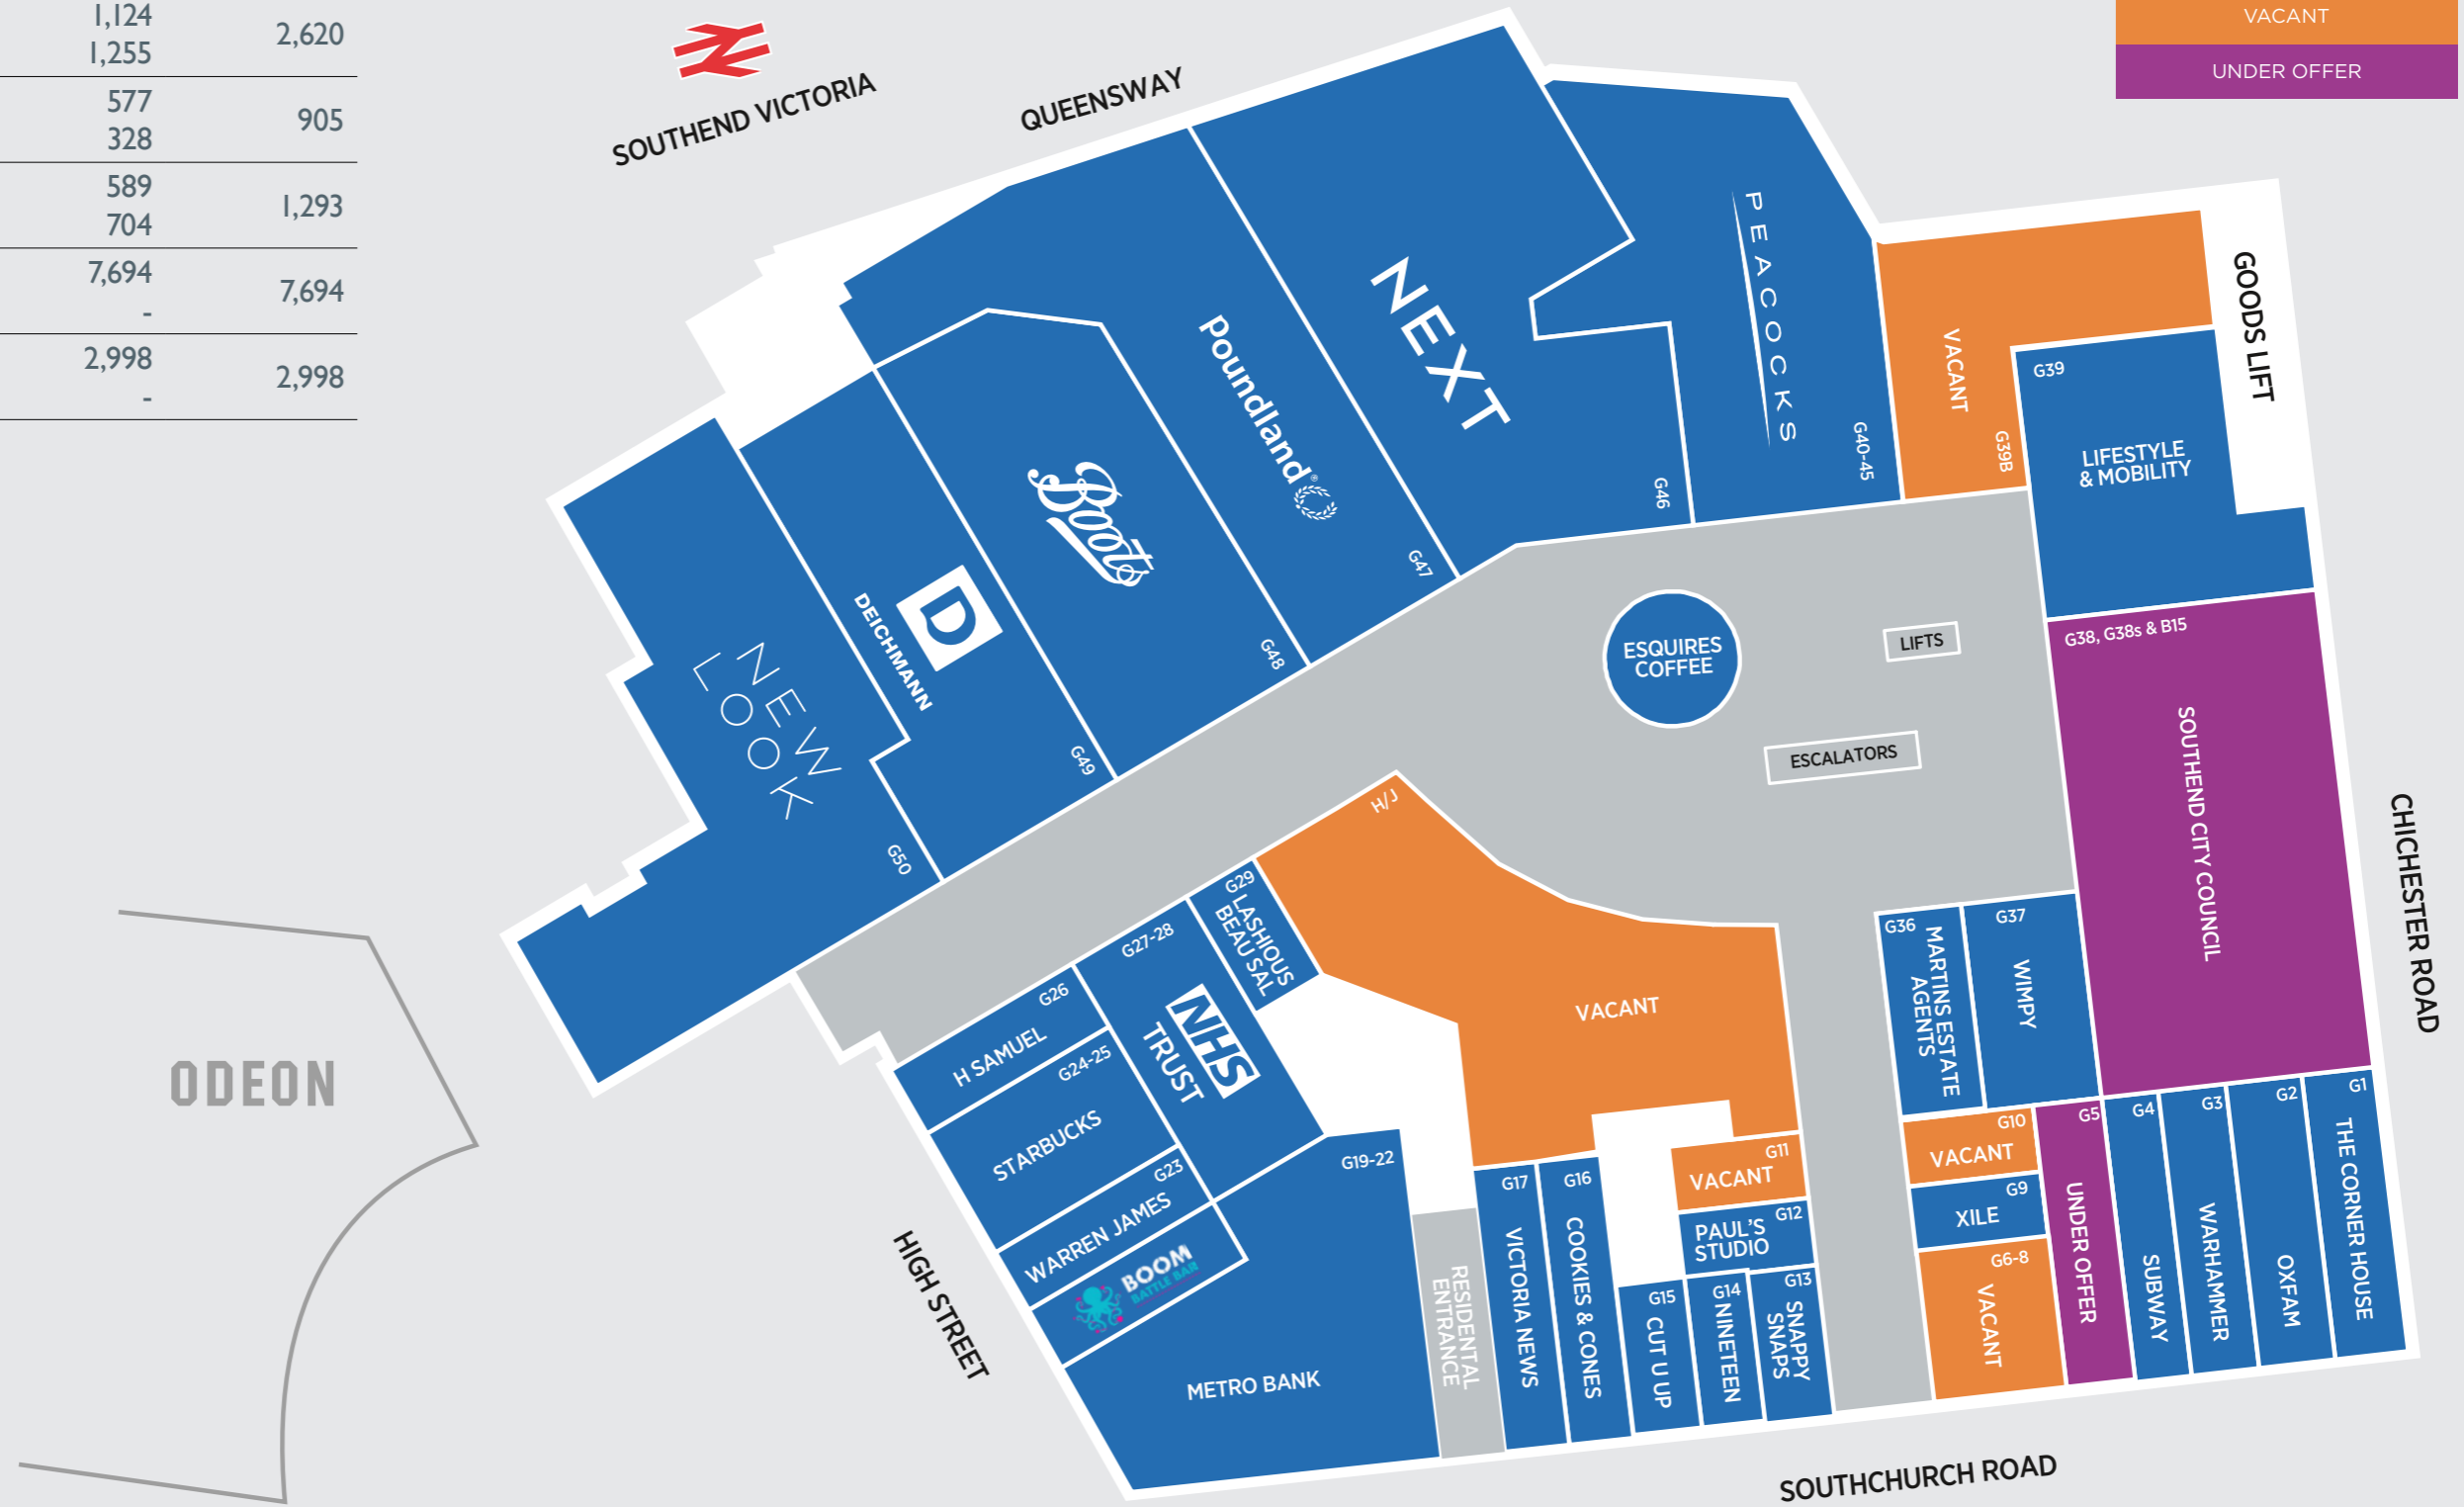 1,124
1,255
2,620
577
328
905
589
704
1,293
7,694
-
7,694
2,998
-
2,998
VACANT
UNDER OFFER
SOUTHEND VICTORIA
QUEENSWAY
NEW
LOOK
G50
DEICHMANN
D
G49
Boots
G48
poundland®
G47
NEXT
G46
PEACOCKS
G40-45
VACANT
G39B
G39
LIFESTYLE
& MOBILITY
GOODS LIFT
G38, G38s & B15
SOUTHEND CITY COUNCIL
CHICHESTER ROAD
ESQUIRES
COFFEE
LIFTS
ESCALATORS
H/J
VACANT
G29
LASHIOUS
BEAU SAL
G27-28
NHS
TRUST
G26
H SAMUEL
G24-25
STARBUCKS
G23
WARREN JAMES
BOOM
BATTLE BAR
G19-22
METRO BANK
RESIDENTAL
ENTRANCE
G17
VICTORIA NEWS
G16
COOKIES & CONES
G15
CUT U UP
G14
NINETEEN
G13
SNAPPY
SNAPS
G12
PAUL'S
STUDIO
G11
VACANT
G36
MARTINS ESTATE
AGENTS
G37
WIMPY
G10
VACANT
G9
XILE
G6-8
VACANT
G5
UNDER OFFER
G4
SUBWAY
G3
WARHAMMER
G2
OXFAM
G1
THE CORNER HOUSE
ODEON
HIGH STREET
SOUTHCHURCH ROAD